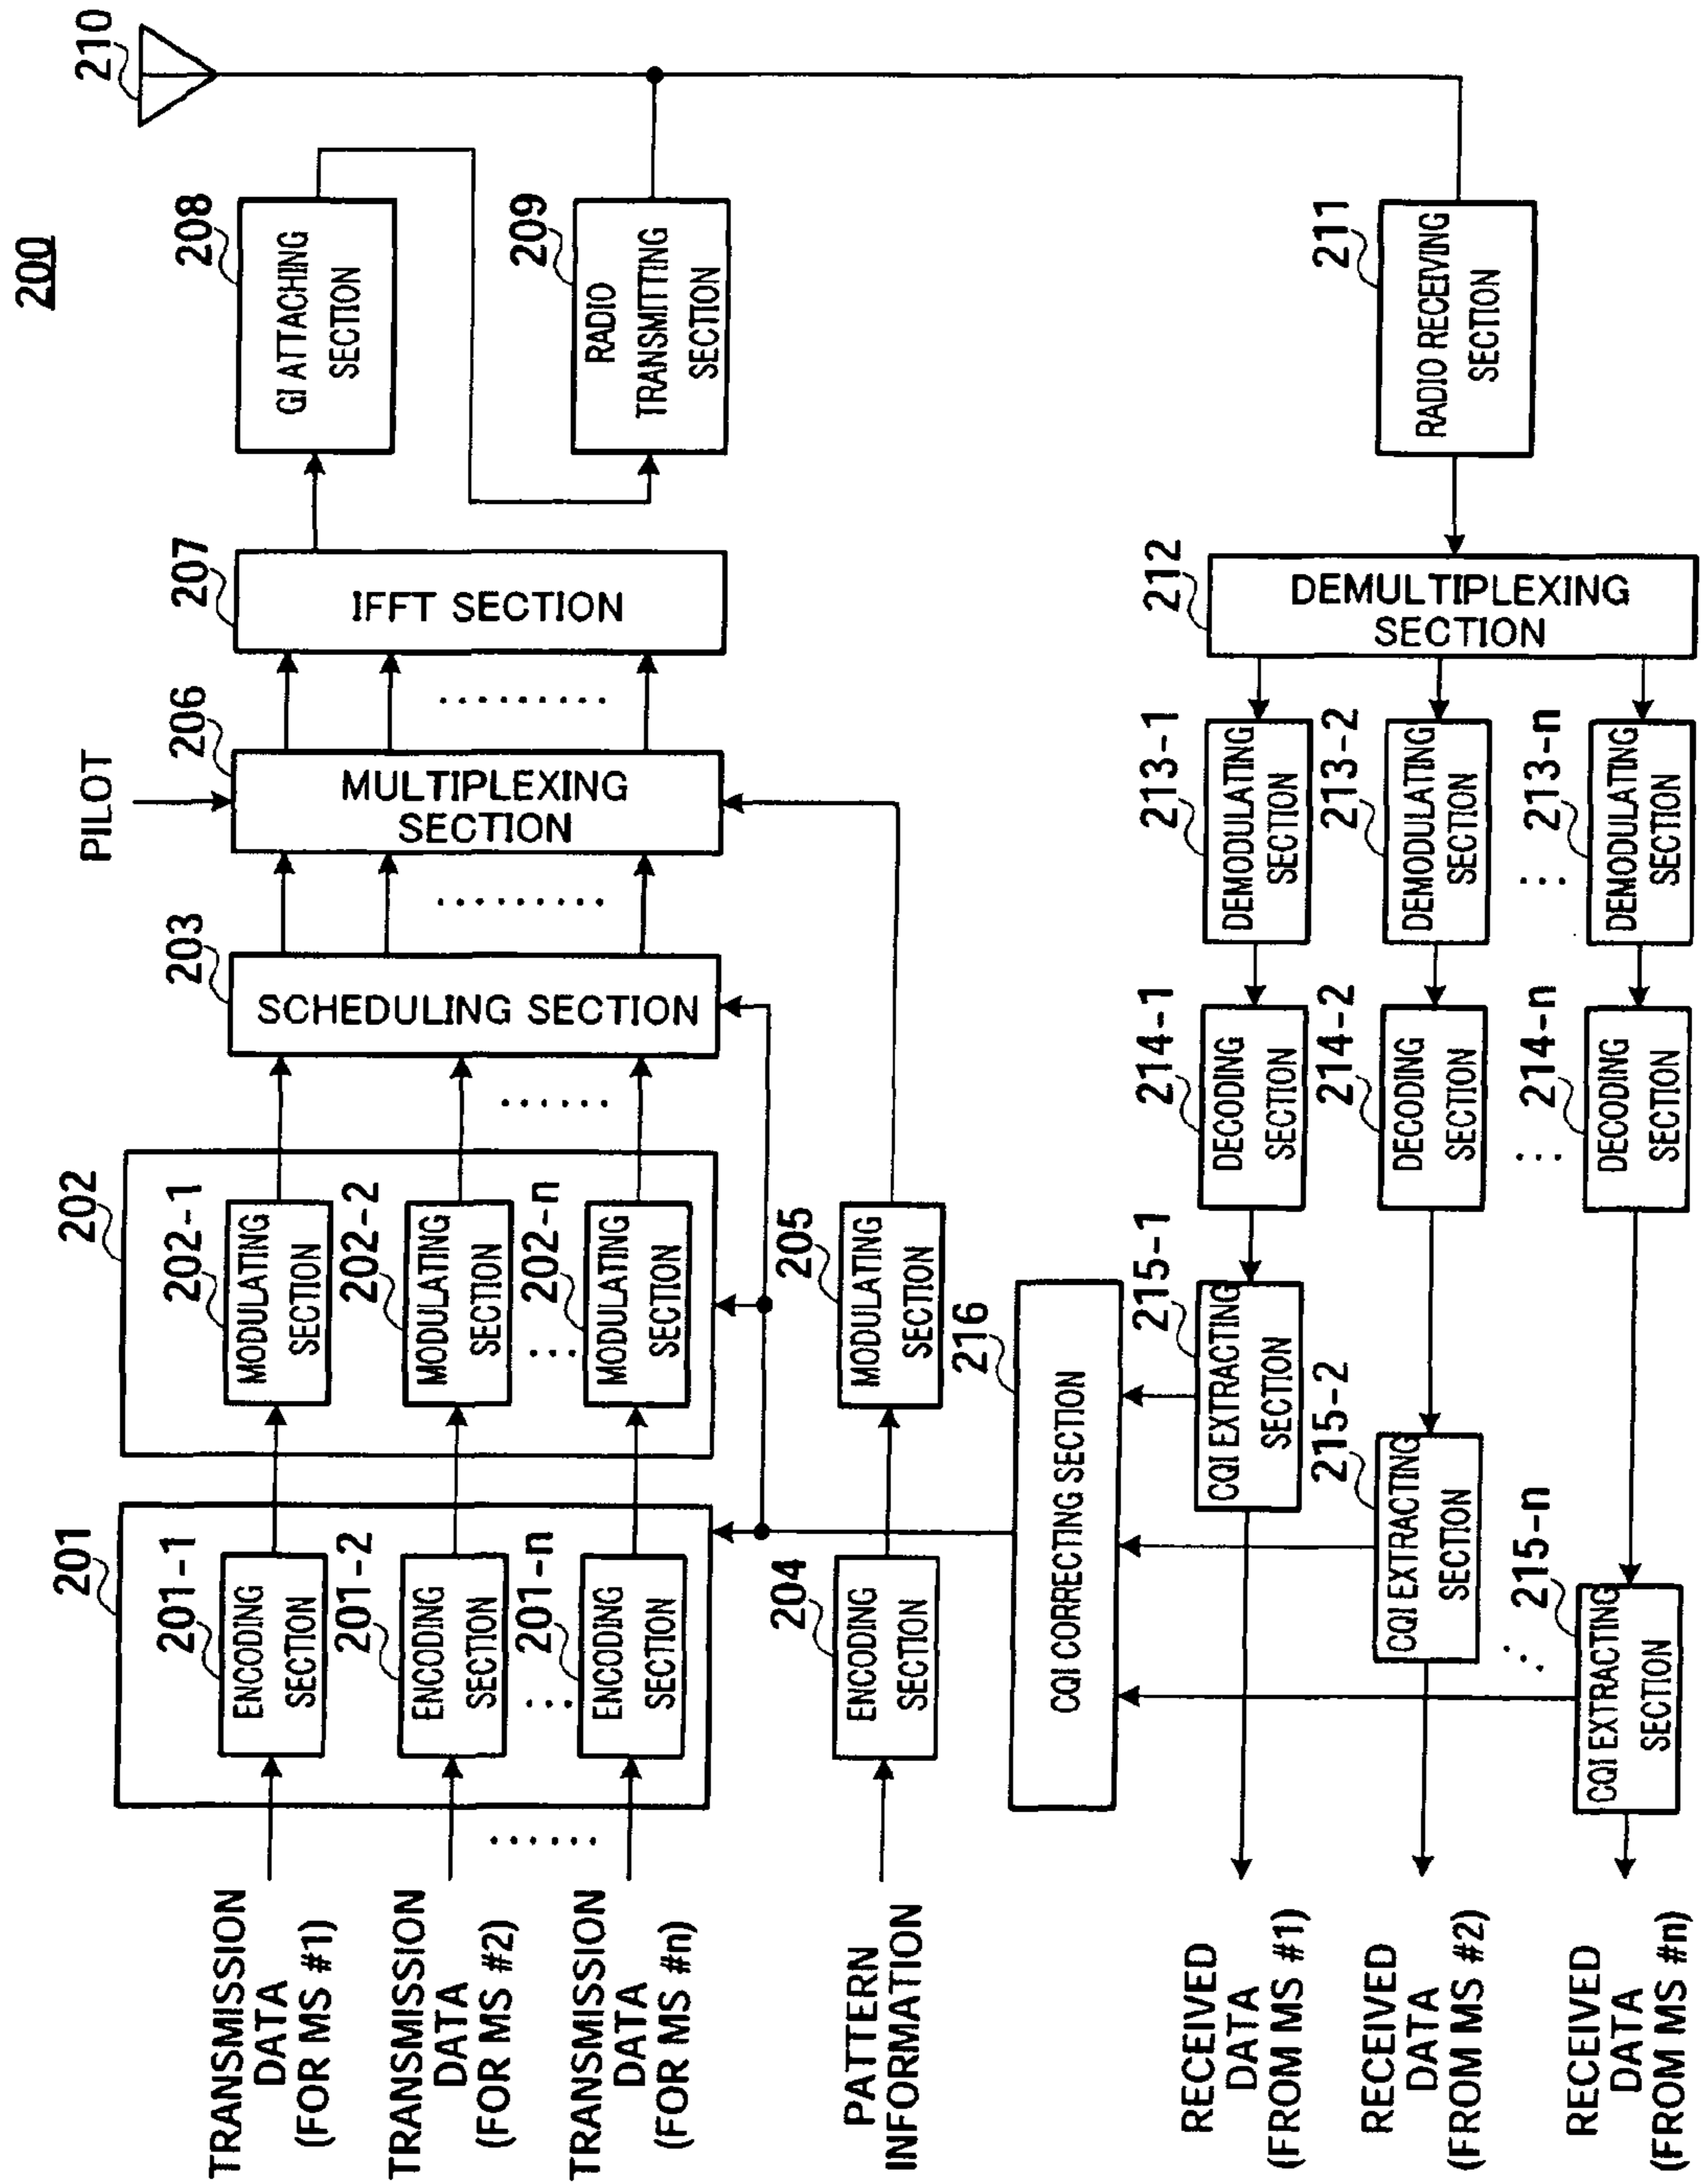 200
TRANSMISSION
DATA
(FOR MS #1)
TRANSMISSION
DATA
(FOR MS #2)
TRANSMISSION
DATA
(FOR MS #n)
201
201-1
ENCODING
SECTION
201-2
ENCODING
SECTION
201-n
ENCODING
SECTION
202
202-1
MODULATING
SECTION
202-2
MODULATING
SECTION
202-n
MODULATING
SECTION
203
SCHEDULING SECTION
PILOT
206
MULTIPLEXING
SECTION
207
IFFT SECTION
208
GI ATTACHING
SECTION
209
RADIO
TRANSMITTING
SECTION
210
PATTERN
INFORMATION
204
ENCODING
SECTION
205
MODULATING
SECTION
216
CQI CORRECTING SECTION
211
RADIO RECEIVING
SECTION
212
DEMULTIPLEXING
SECTION
213-1
DEMODULATING
SECTION
213-2
DEMODULATING
SECTION
213-n
DEMODULATING
SECTION
214-1
DECODING
SECTION
214-2
DECODING
SECTION
214-n
DECODING
SECTION
215-1
CQI EXTRACTING
SECTION
215-2
CQI EXTRACTING
SECTION
215-n
CQI EXTRACTING
SECTION
RECEIVED
DATA
(FROM MS #1)
RECEIVED
DATA
(FROM MS #2)
RECEIVED
DATA
(FROM MS #n)